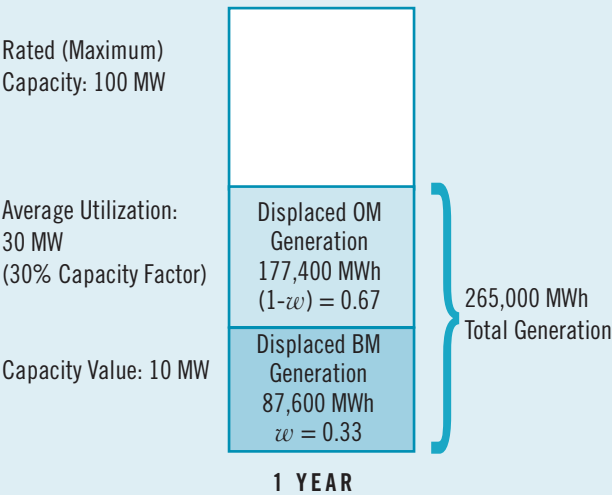 Rated (Maximum)
Capacity: 100 MW
Average Utilization:
30 MW
(30% Capacity Factor)
Displaced OM
Generation
177,400 MWh
(1-w) = 0.67
265,000 MWh
Total Generation
Capacity Value: 10 MW
Displaced BM
Generation
87,600 MWh
w = 0.33
1 YEAR